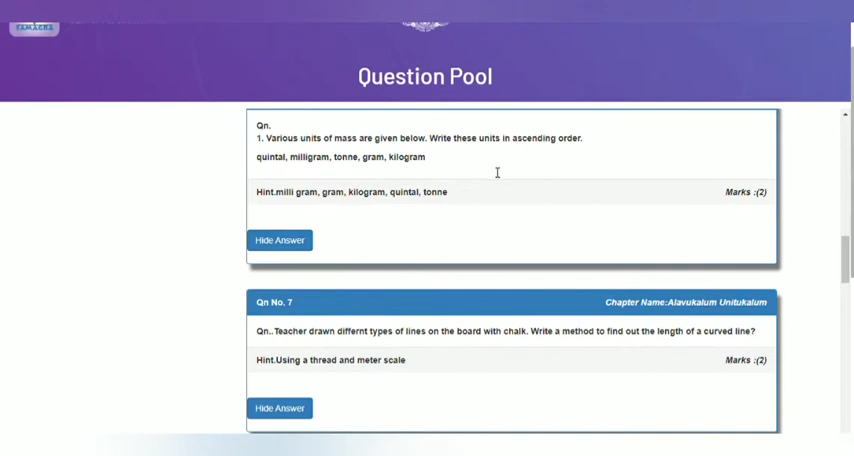 SAMAGRA
Question Pool
Qn.
1. Various units of mass are given below. Write these units in ascending order.
quintal, milligram, tonne, gram, kilogram
Hint.milli gram, gram, kilogram, quintal, tonne
Marks :(2)
Hide Answer
Qn No. 7
Chapter Name:Alavukalum Unitukalum
Qn..Teacher drawn differnt types of lines on the board with chalk. Write a method to find out the length of a curved line?
Hint.Using a thread and meter scale
Marks :(2)
Hide Answer